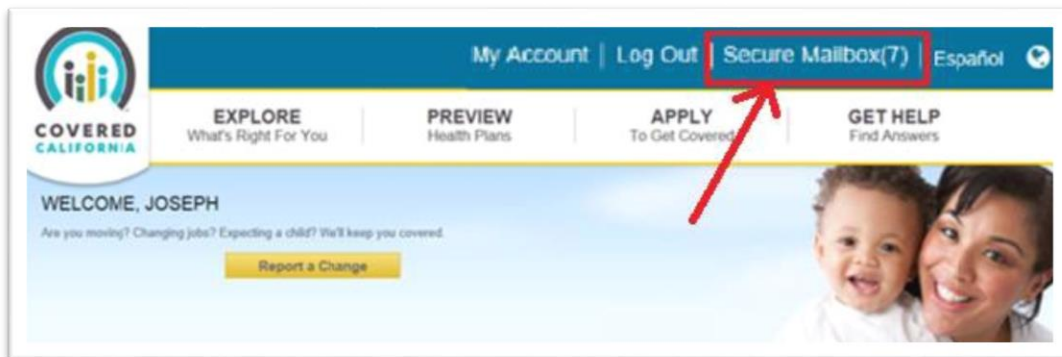 My Account | Log Out | Secure Mailbox(7) | Español
COVERED
CALIFORNIA
EXPLORE
What's Right For You
PREVIEW
Health Plans
APPLY
To Get Covered
GET HELP
Find Answers
WELCOME, JOSEPH
Are you moving? Changing jobs? Expecting a child? We'll keep you covered.
Report a Change